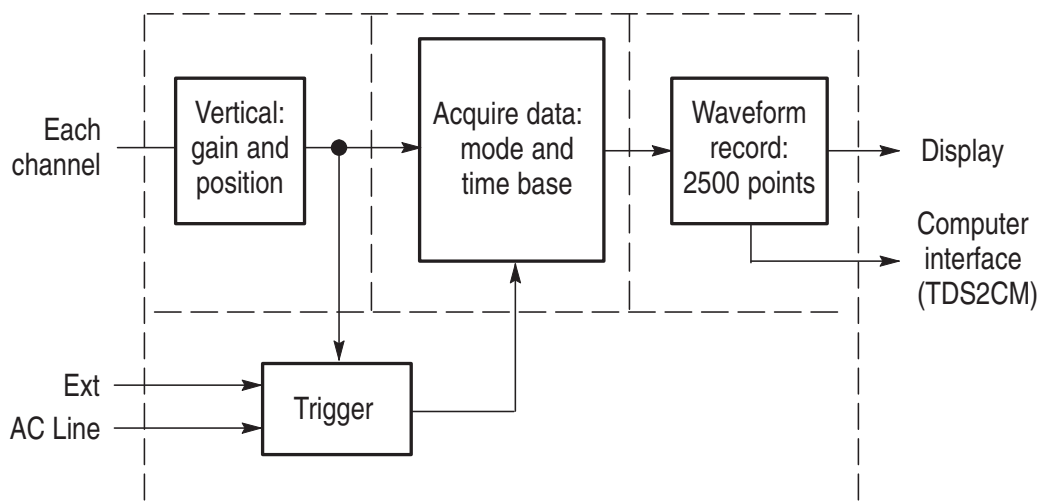 Each
channel
Vertical:
gain and
position
Acquire data:
mode and
time base
Waveform
record:
2500 points
Display
Computer
interface
(TDS2CM)
Ext
AC Line
Trigger